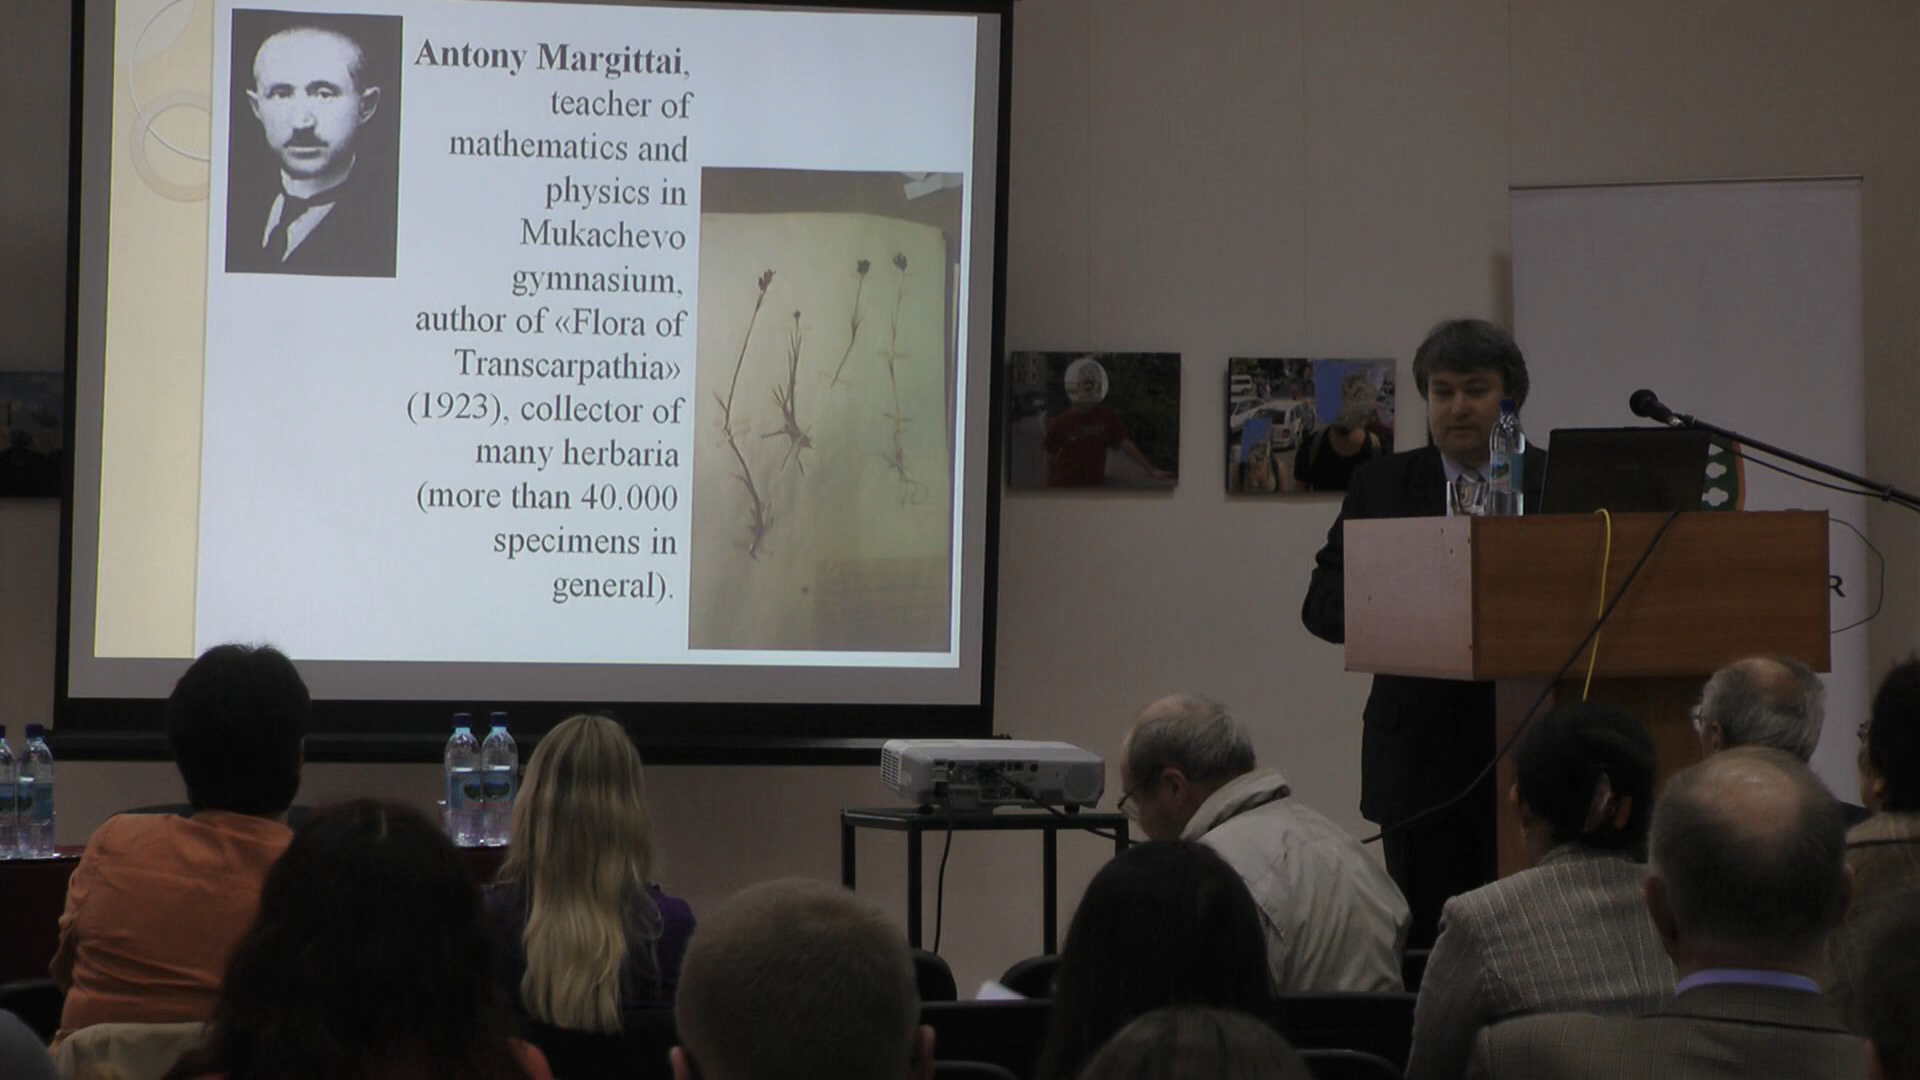 Antony Margittai,
teacher of
mathematics and
physics in
Mukachevo
gymnasium,
author of «Flora of
Transcarpathia»
(1923), collector of
many herbaria
(more than 40.000
specimens in
general).
R